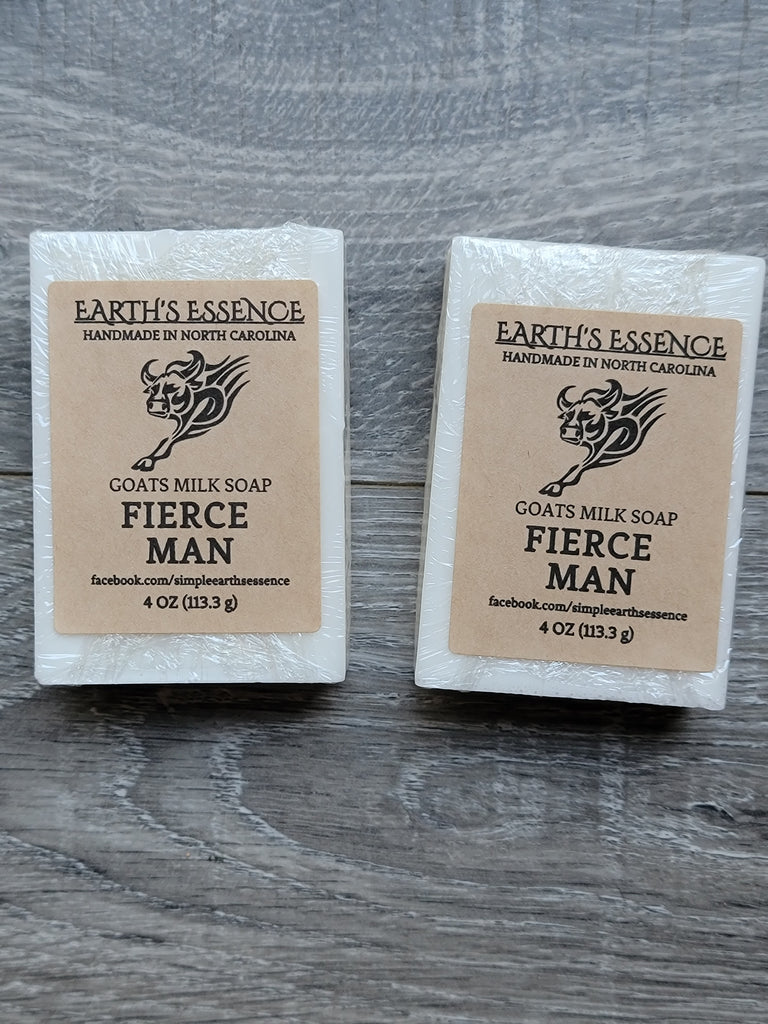 EARTH'S ESSENCE
HANDMADE IN NORTH CAROLINA
GOATS MILK SOAP
FIERCE
MAN
facebook.com/simpleearthsessence
4 OZ (113.3 g)
EARTH'S ESSENCE
HANDMADE IN NORTH CAROLINA
GOATS MILK SOAP
FIERCE
MAN
facebook.com/simpleearthsessence
4 OZ (113.3 g)